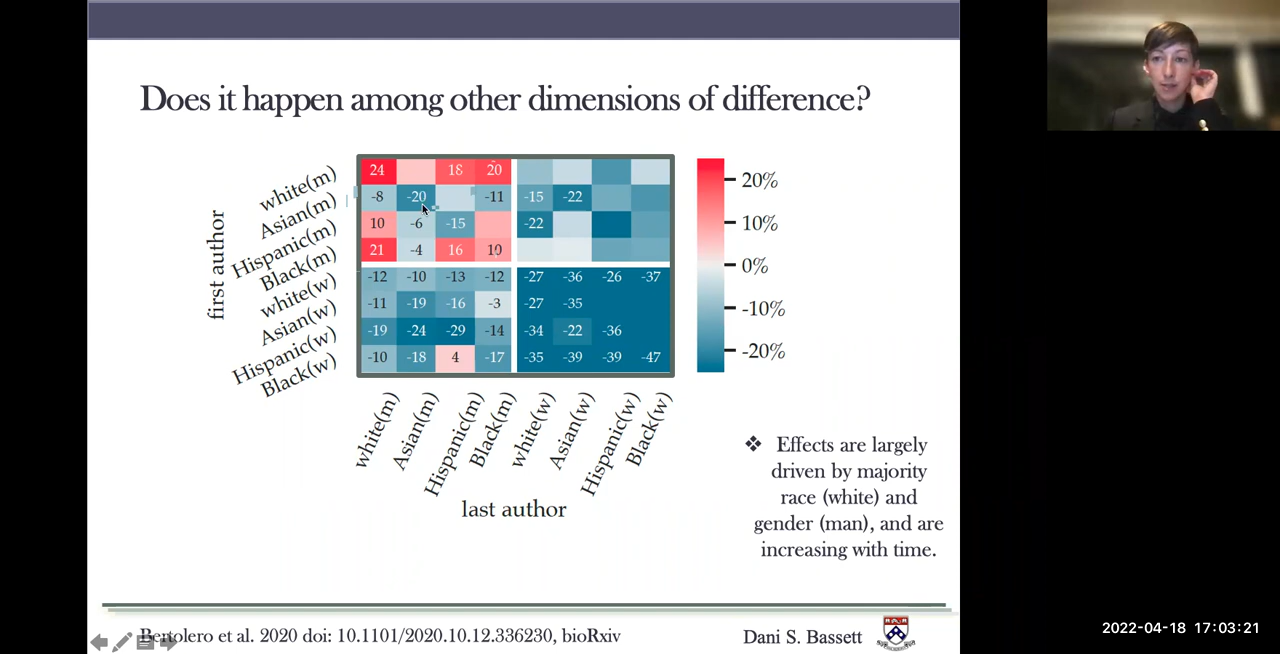 Does it happen among other dimensions of difference?
first author
white(m)
Asian(m)
Hispanic(m)
Black(m)
white(w)
Asian(w)
Hispanic(w)
Black(w)
24 18 20
-8 -20 -11 -15 -22
10 -6 -15 -22
21 -4 16 10
-12 -10 -13 -12 -27 -36 -26 -37
-11 -19 -16 -3 -27 -35
-19 -24 -29 -14 -34 -22 -36
-10 -18 4 -17 -35 -39 -39 -47
white(m)
Asian(m)
Hispanic(m)
Black(m)
white(w)
Asian(w)
Hispanic(w)
Black(w)
last author
20%
10%
0%
-10%
-20%
❖ Effects are largely
driven by majority
race (white) and
gender (man), and are
increasing with time.
Bertolero et al. 2020 doi: 10.1101/2020.10.12.336230, bioRxiv
Dani S. Bassett
2022-04-18 17:03:21